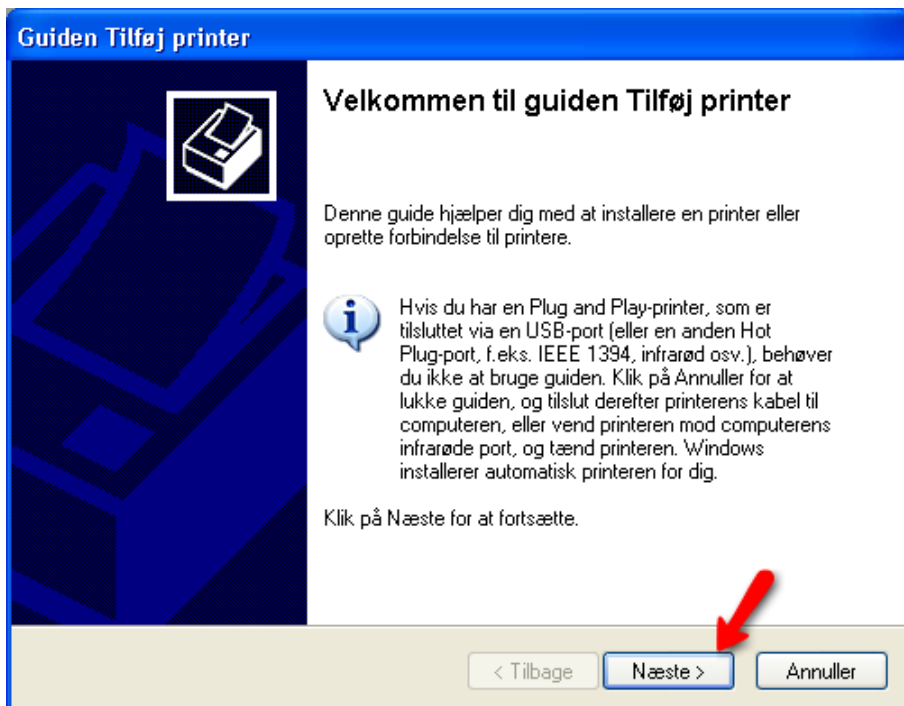 Guiden Tilføj printer
Velkommen til guiden Tilføj printer
Denne guide hjælper dig med at installere en printer eller
oprette forbindelse til printere.
Hvis du har en Plug and Play-printer, som er
tilsluttet via en USB-port (eller en anden Hot
Plug-port, f.eks. IEEE 1394, infrarød osv.), behøver
du ikke at bruge guiden. Klik på Annuller for at
lukke guiden, og tilslut derefter printerens kabel til
computeren, eller vend printeren mod computerens
infrarøde port, og tænd printeren. Windows
installerer automatisk printeren for dig.
Klik på Næste for at fortsætte.
< Tilbage Næste > Annuller